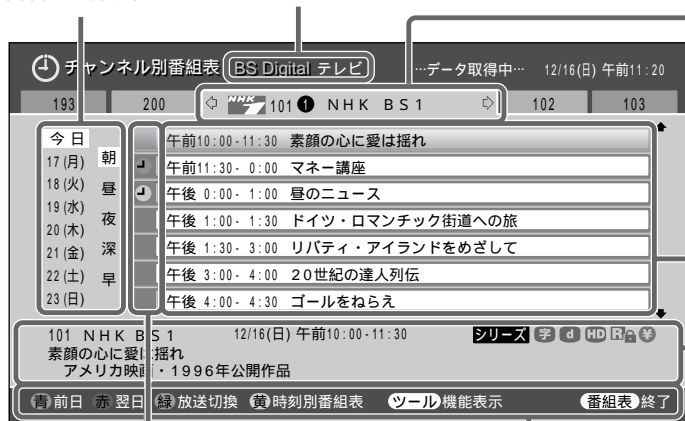 チャンネル別番組表 BS Digital テレビ …データ取得中… 12/16(日) 午前11:20
193 200 NHK 101 ❶ NHK BS1 102 103
今日
17(月)
18(火)
19(水)
20(木)
21(金)
22(土)
23(日)
朝
昼
夜
深
早
午前10:00-11:30 素顔の心に愛は揺れ
午前11:30- 0:00 マネー講座
午後 0:00- 1:00 昼のニュース
午後 1:00- 1:30 ドイツ・ロマンチック街道への旅
午後 1:30- 3:00 リバティ・アイランドをめざして
午後 3:00- 4:00 20世紀の達人列伝
午後 4:00- 4:30 ゴールをねらえ
101 NHK BS1 12/16(日) 午前10:00-11:30 シリーズ 字 d HD R ¥
素顔の心に愛は揺れ
アメリカ映画・1996年公開作品
青 前日 赤 翌日 緑 放送切換 黄 時刻別番組表 ツール 機能表示 番組表 終了